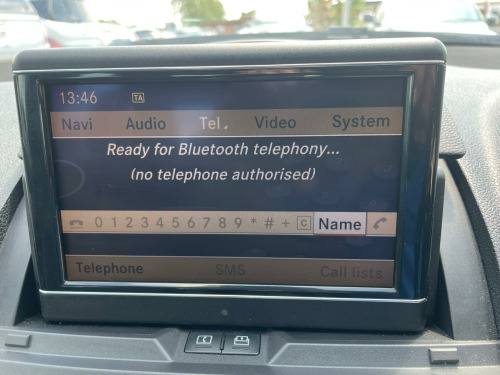 13:46 TA
Navi Audio Tel Video System
Ready for Bluetooth telephony...
(no telephone authorised)
0 1 2 3 4 5 6 7 8 9 * # + C Name
Telephone SMS Call lists